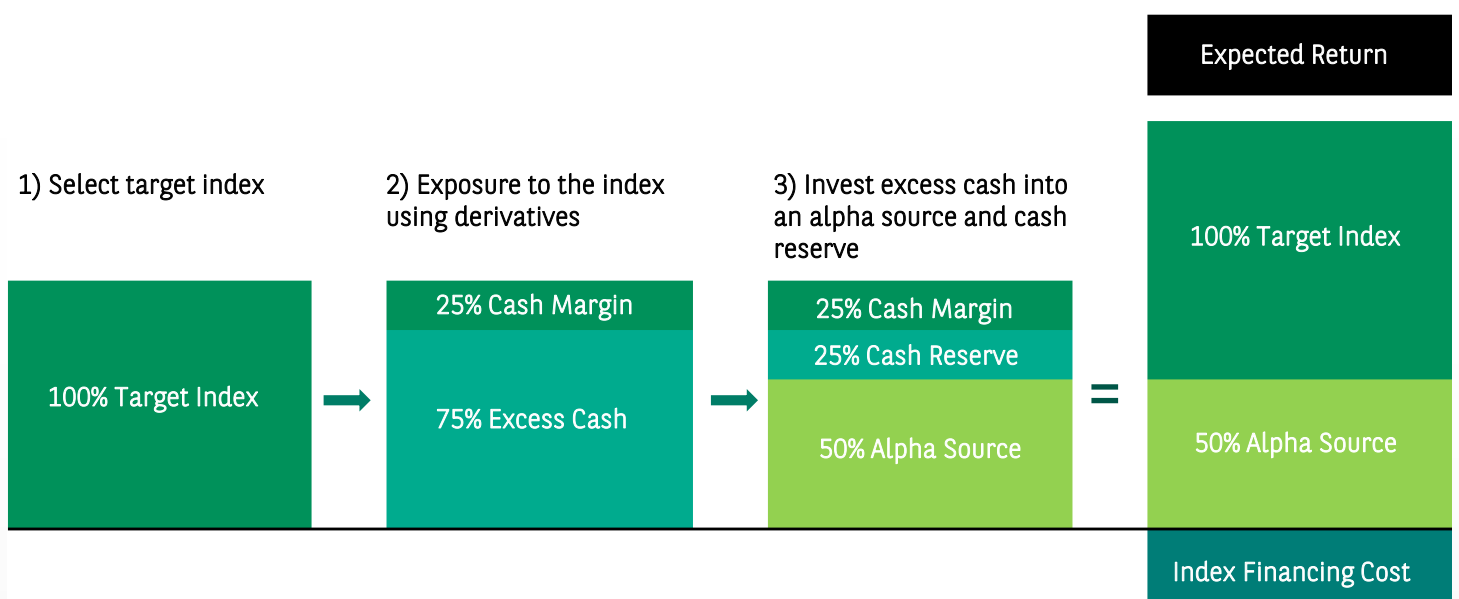 Expected Return
1) Select target index
2) Exposure to the index
using derivatives
3) Invest excess cash into
an alpha source and cash
reserve
100% Target Index
25% Cash Margin
75% Excess Cash
25% Cash Margin
25% Cash Reserve
50% Alpha Source
=
100% Target Index
50% Alpha Source
Index Financing Cost